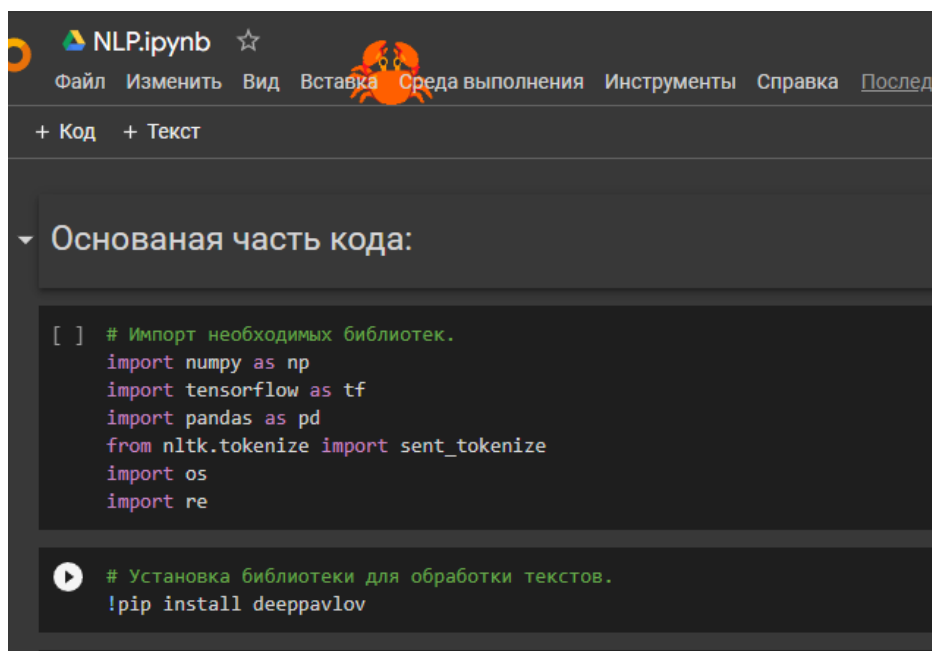 NLP.ipynb
Файл Изменить Вид Вставка Среда выполнения Инструменты Справка Послед
+ Код + Текст
Основаная часть кода:
[ ] # Импорт необходимых библиотек.
import numpy as np
import tensorflow as tf
import pandas as pd
from nltk.tokenize import sent_tokenize
import os
import re
# Установка библиотеки для обработки текстов.
!pip install deeppavlov